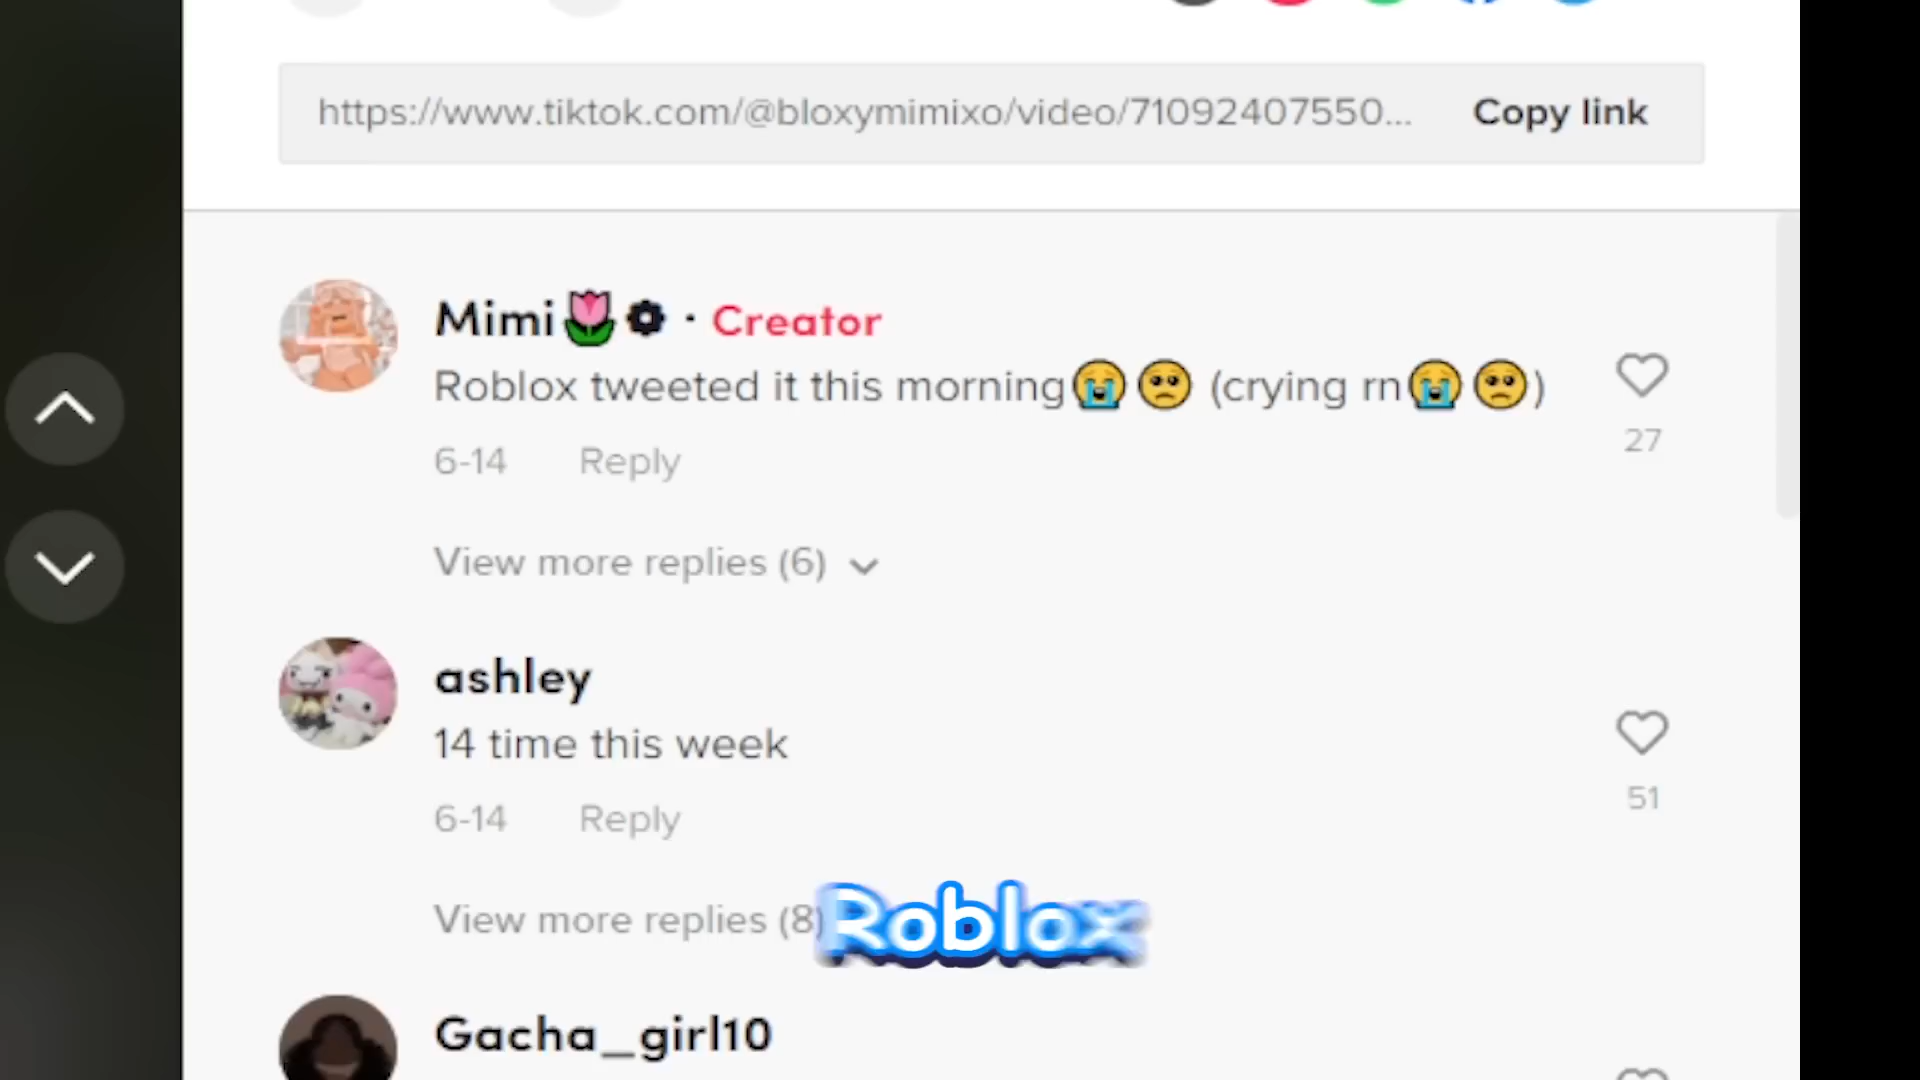 https://www.tiktok.com/@bloxymimixo/video/71092407550...
Copy link
Mimi🌷✿ · Creator
Roblox tweeted it this morning😭🥺 (crying rn😭🥺)
27
6-14 Reply
View more replies (6)
ashley
14 time this week
51
6-14 Reply
View more replies (8)
Roblox
Gacha_girl10